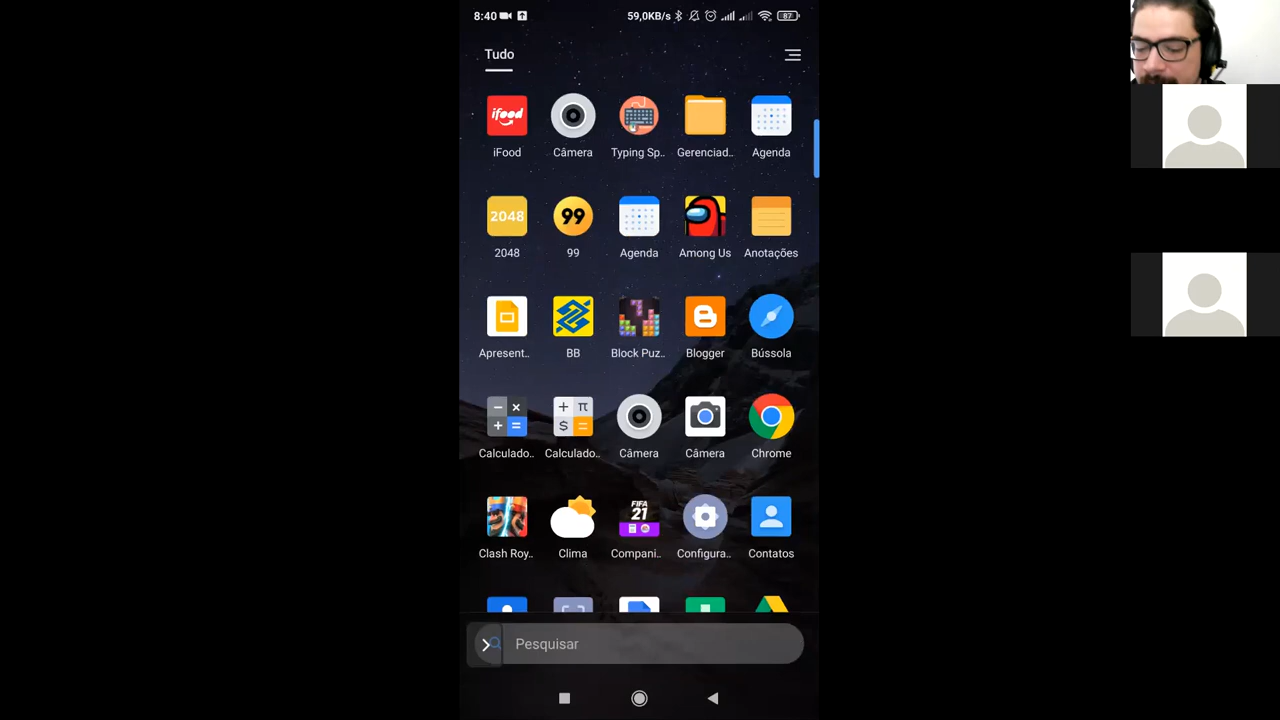 8:40 59,0KB/s 87
Tudo
ifood
iFood Câmera Typing Sp.. Gerenciad.. Agenda
2048 99
2048 99 Agenda Among Us Anotações
Apresent.. BB Block Puz.. Blogger Bússola
Calculado.. Calculado.. Câmera Câmera Chrome
FIFA
21
Clash Roy.. Clima Compani.. Configura.. Contatos
Pesquisar